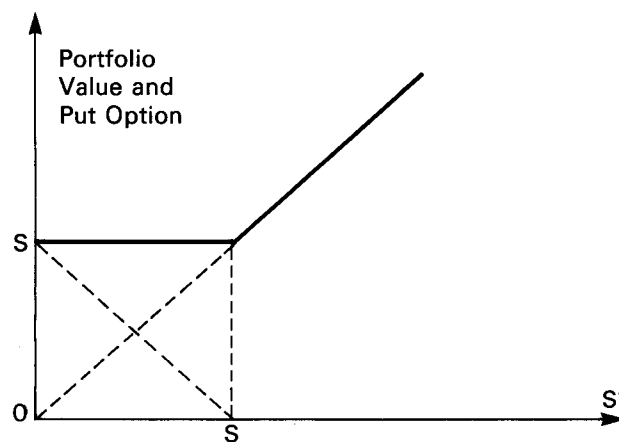 Portfolio
Value and
Put Option
S
O
S
S'